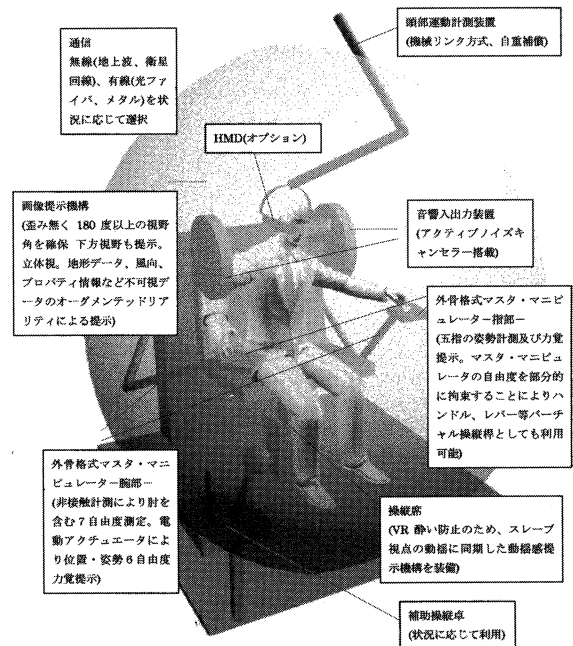 頭部運動計測装置
(機械リンク方式、自重補償)
通信
無線(地上波、衛星
回線)、有線(光ファ
イバ、メタル)を状
況に応じて選択
HMD(オプション)
画像提示機構
(歪み無く 180 度以上の視野
角を確保 下方視野も提示。
立体視。地形データ、風向、
プロパティ情報など不可視デ
ータのオーグメンテッドリア
リティによる提示)
音響入出力装置
(アクティブノイズキ
ャンセラー搭載)
外骨格式マスタ・マニピ
ュレーター指部－
(五指の姿勢計測及び力覚
提示。マスタ・マニピュ
レータの自由度を部分的
に拘束することによりハ
ンドル、レバー等バーチ
ャル操縦桿としても利用
可能)
外骨格式マスタ・マニ
ピュレーター腕部－
(非接触計測により肘を
含む７自由度測定。電
動アクチュエータによ
り位置・姿勢６自由度
力覚提示)
操縦席
(VR 酔い防止のため、スレーブ
視点の動揺に同期した動揺感提
示機構を装備)
補助操縦卓
(状況に応じて利用)